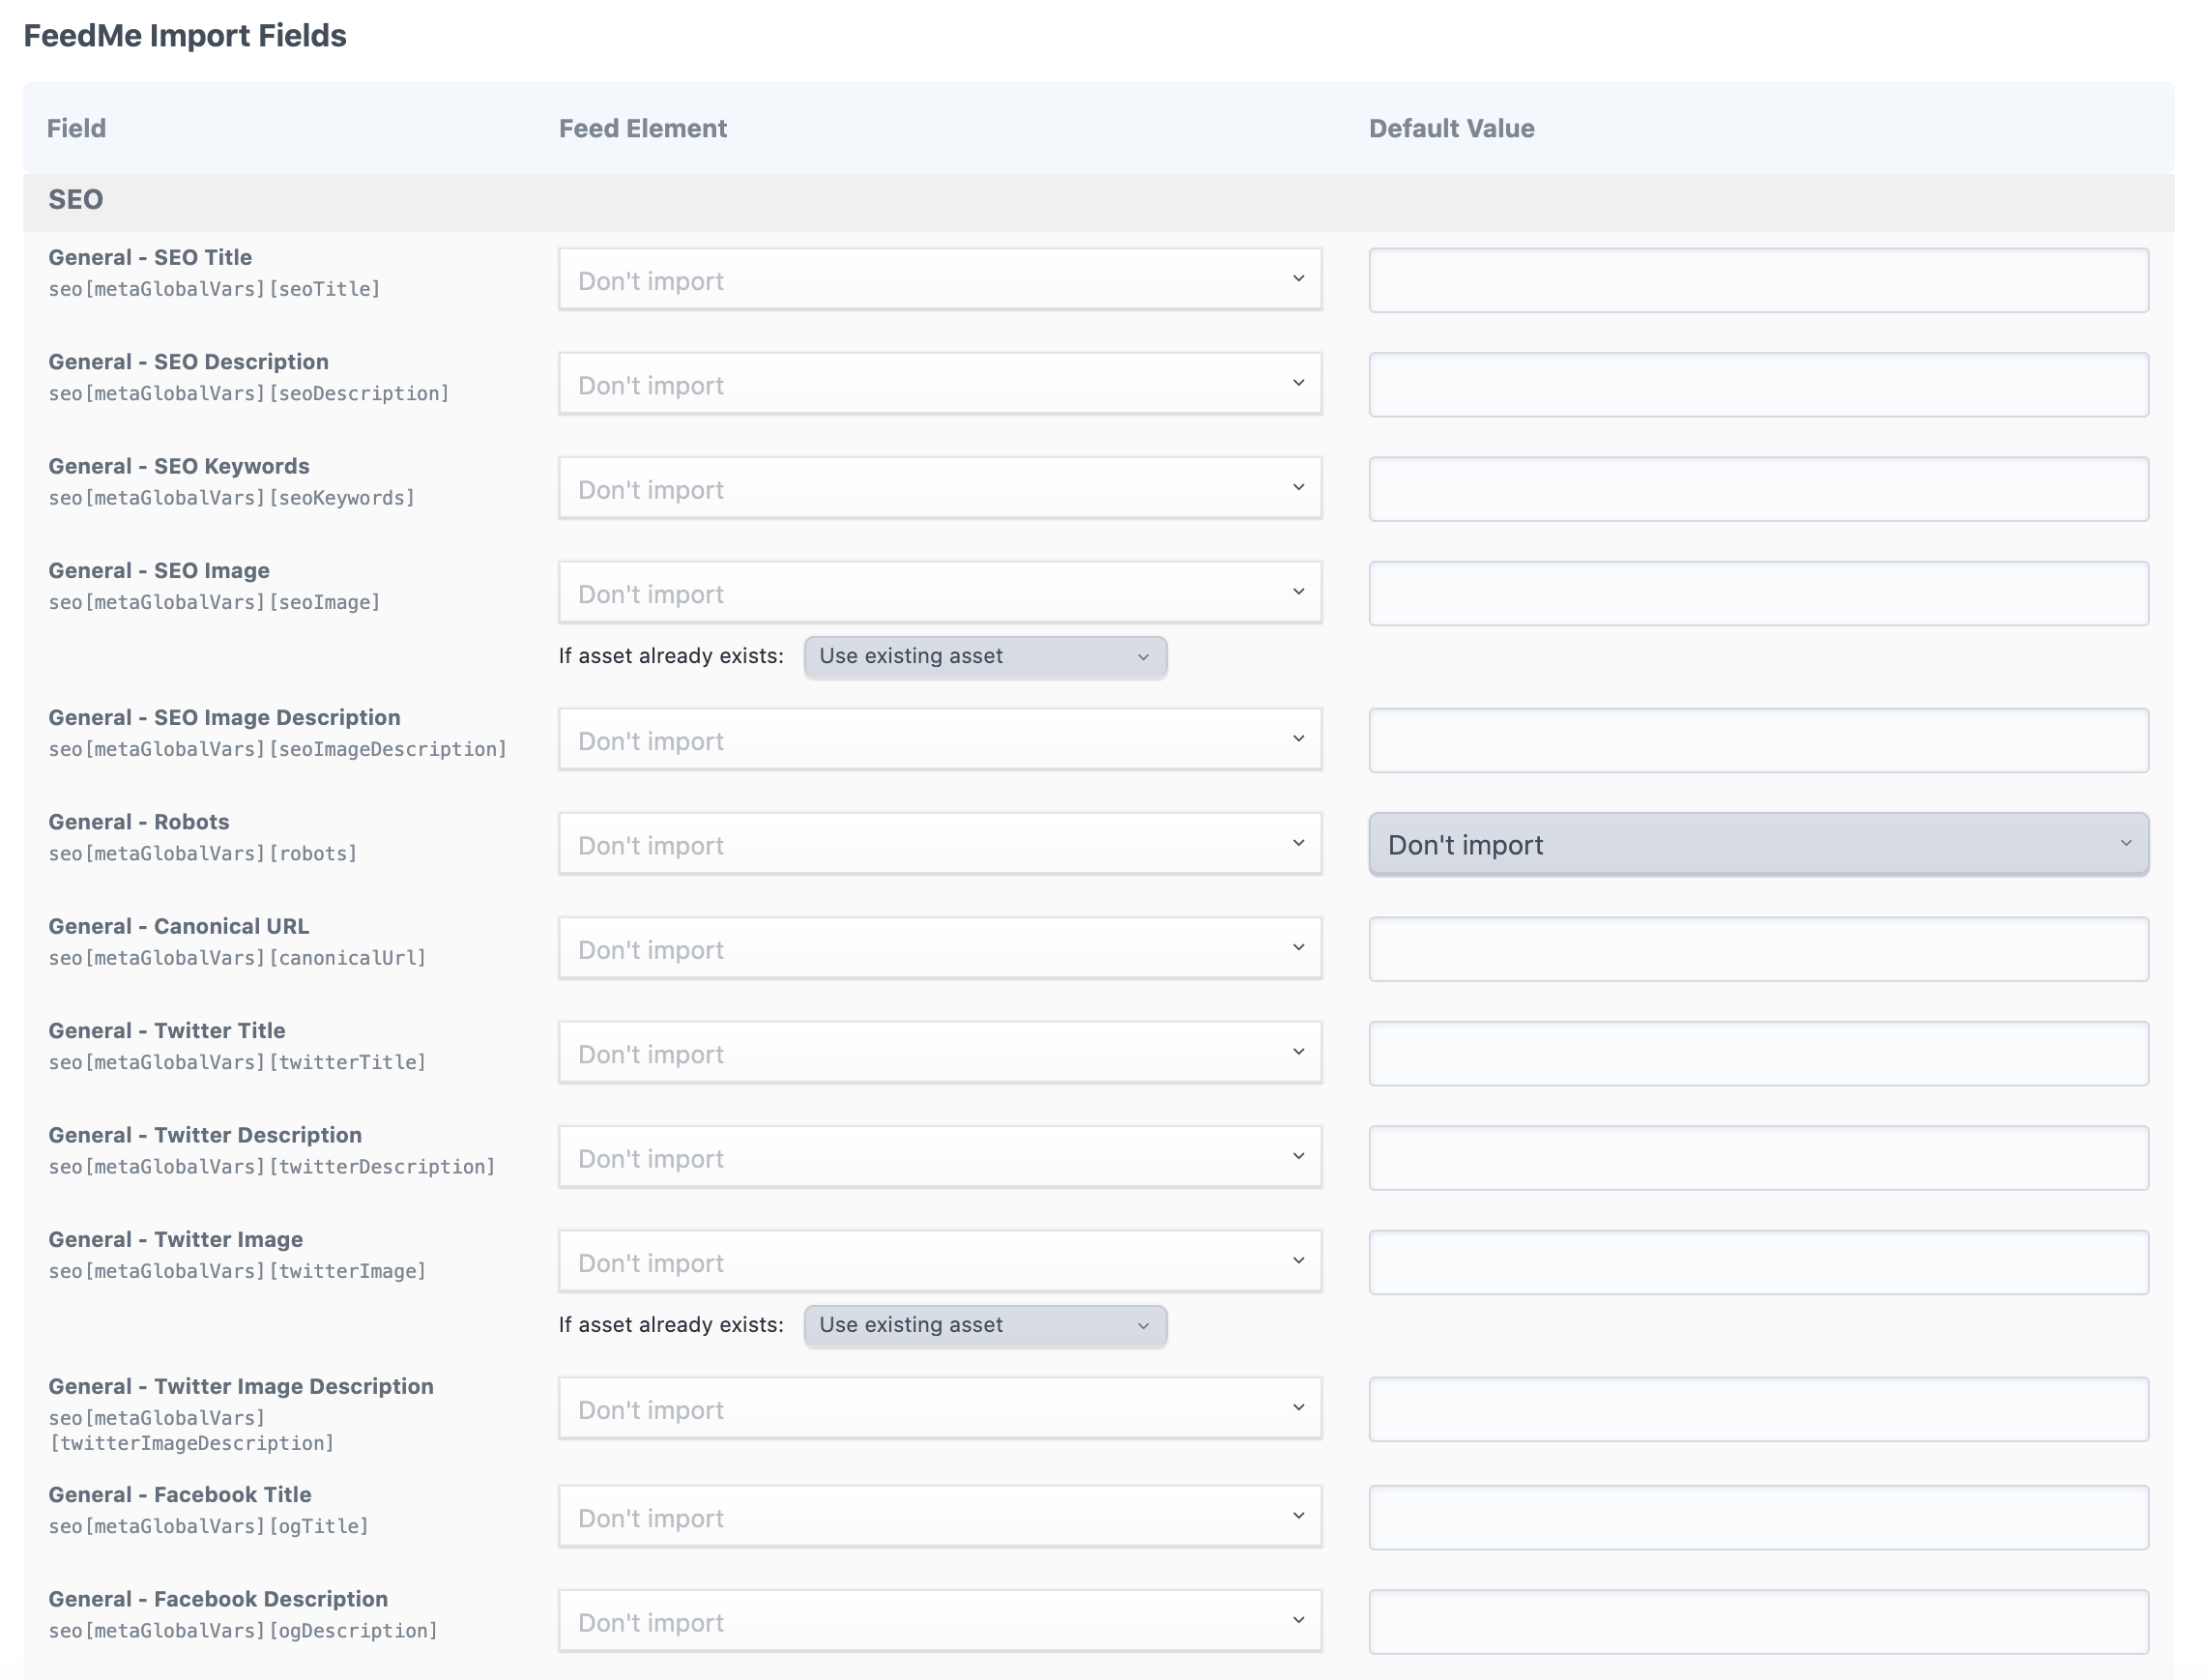 FeedMe Import Fields
Field Feed Element Default Value
SEO
General - SEO Title
seo[metaGlobalVars][seoTitle]
Don't import
General - SEO Description
seo[metaGlobalVars][seoDescription]
Don't import
General - SEO Keywords
seo[metaGlobalVars][seoKeywords]
Don't import
General - SEO Image
seo[metaGlobalVars][seoImage]
Don't import
If asset already exists: Use existing asset
General - SEO Image Description
seo[metaGlobalVars][seoImageDescription]
Don't import
General - Robots
seo[metaGlobalVars][robots]
Don't import
Don't import
General - Canonical URL
seo[metaGlobalVars][canonicalUrl]
Don't import
General - Twitter Title
seo[metaGlobalVars][twitterTitle]
Don't import
General - Twitter Description
seo[metaGlobalVars][twitterDescription]
Don't import
General - Twitter Image
seo[metaGlobalVars][twitterImage]
Don't import
If asset already exists: Use existing asset
General - Twitter Image Description
seo[metaGlobalVars]
[twitterImageDescription]
Don't import
General - Facebook Title
seo[metaGlobalVars][ogTitle]
Don't import
General - Facebook Description
seo[metaGlobalVars][ogDescription]
Don't import